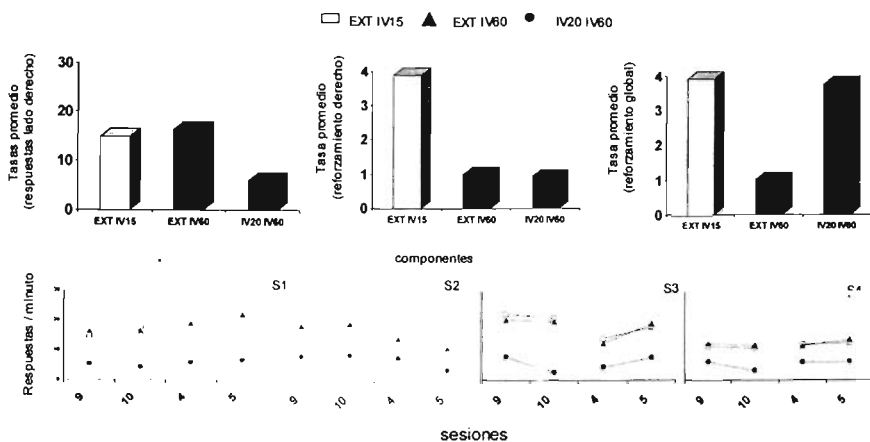 EXT IV15 EXT IV60 IV20 IV60
Tasas promedio
(respuestas lado derecho)
30
20
10
0
EXT IV15 EXT IV60 IV20 IV60
Tasa promedio
(reforzamiento derecho)
4
3
2
1
0
EXT IV15 EXT IV60 IV20 IV60
Tasa promedio
(reforzamiento global)
4
3
2
1
0
EXT IV15 EXT IV60 IV20 IV60
componentes
Respuestas / minuto
S1 S2 S3
9 10 4 5 9 10 4 5 9 10 4 5 9 10 4 5
sesiones